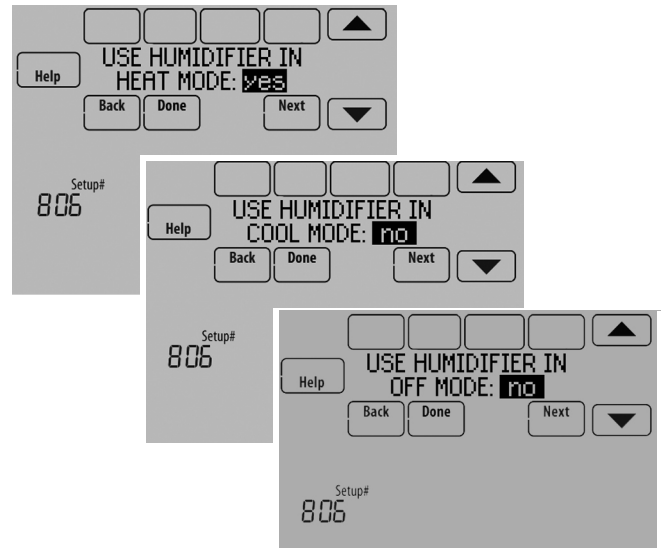 USE HUMIDIFIER IN
Help
HEAT MODE: yes
Back Done Next
Setup#
806
USE HUMIDIFIER IN
Help
COOL MODE: no
Back Done Next
Setup#
806
USE HUMIDIFIER IN
Help
OFF MODE: no
Back Done Next
Setup#
806